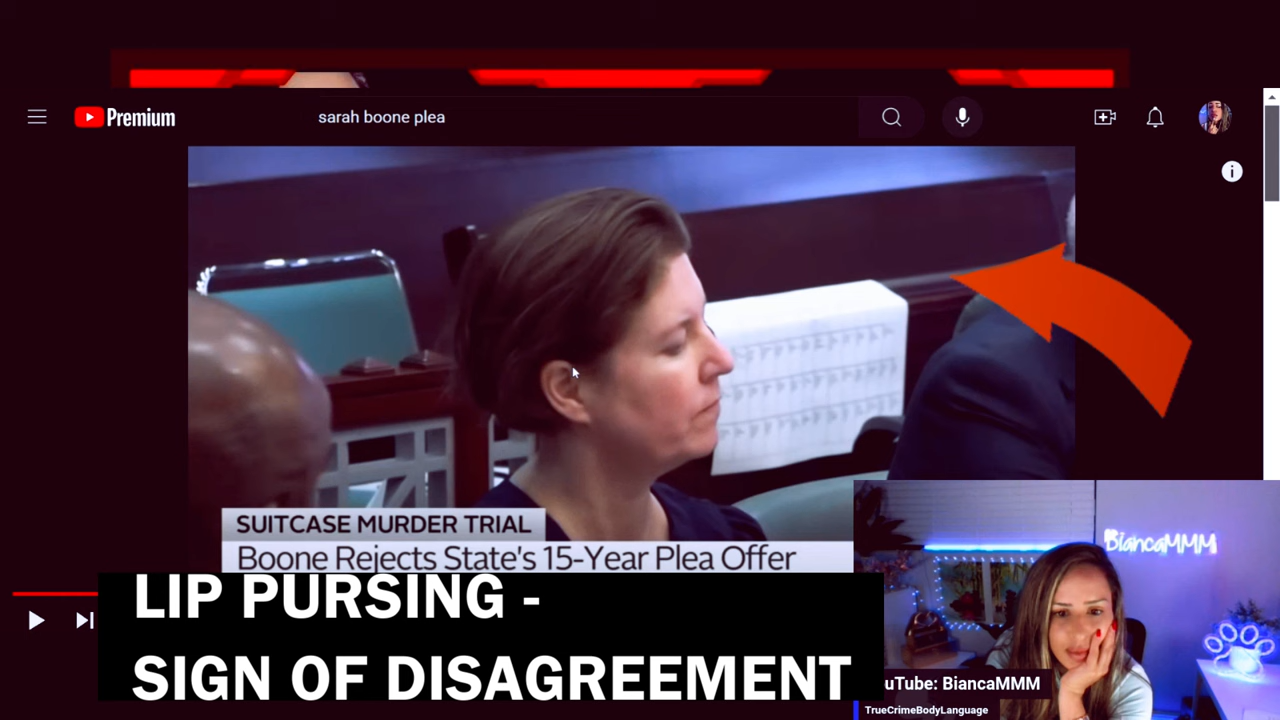 Premium
sarah boone plea
SUITCASE MURDER TRIAL
Boone Rejects State's 15-Year Plea Offer
LIP PURSING -
SIGN OF DISAGREEMENT
BiancaMMM
uTube: BiancaMMM
TrueCrimeBodyLanguage